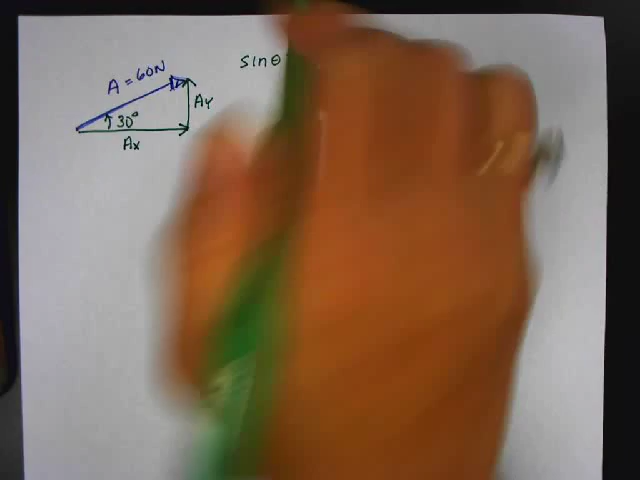 A = 60N
sinθ
Ay
30°
Ax